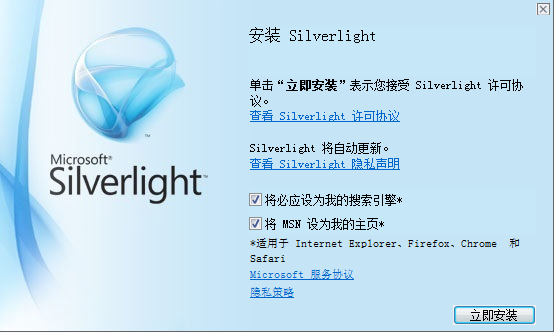 安装 Silverlight
单击“立即安装”表示您接受 Silverlight 许可协
议。
查看 Silverlight 许可协议
Silverlight 将自动更新。
查看 Silverlight 隐私声明
Microsoft®
Silverlight™
™
将必应设为我的搜索引擎*
将 MSN 设为我的主页*
*适用于 Internet Explorer、Firefox、Chrome 和
Safari
Microsoft 服务协议
隐私策略
立即安装